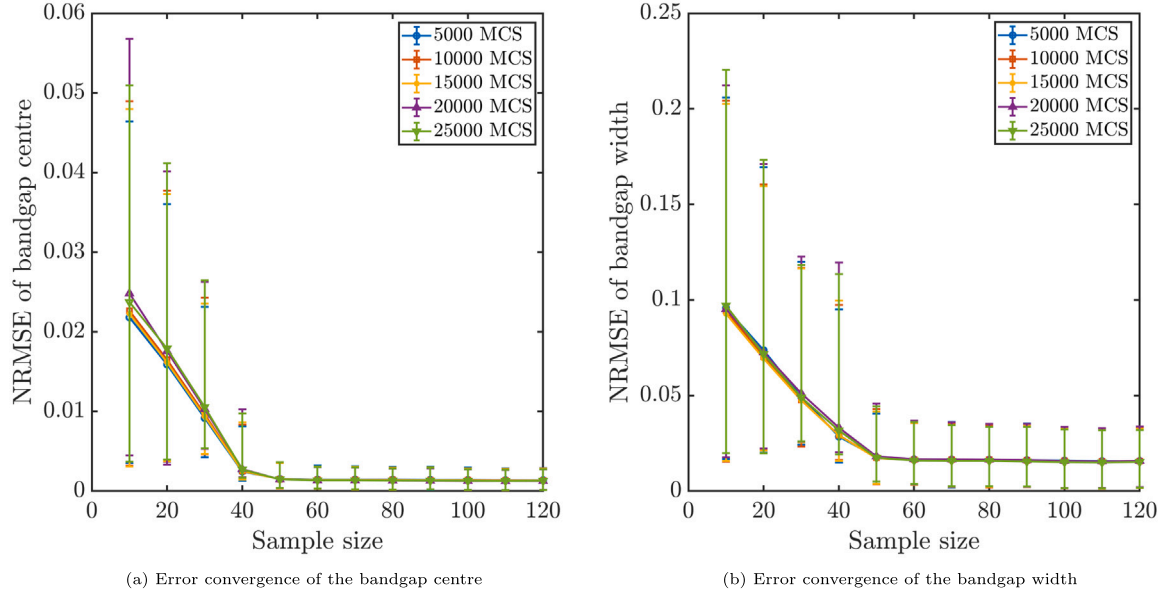 0.06
0.05
0.04
0.03
0.02
0.01
0
NRMSE of bandgap centre
0 20 40 60 80 100 120
Sample size
5000 MCS
10000 MCS
15000 MCS
20000 MCS
25000 MCS
(a) Error convergence of the bandgap centre
0.25
0.2
0.15
0.1
0.05
0
NRMSE of bandgap width
0 20 40 60 80 100 120
Sample size
5000 MCS
10000 MCS
15000 MCS
20000 MCS
25000 MCS
(b) Error convergence of the bandgap width